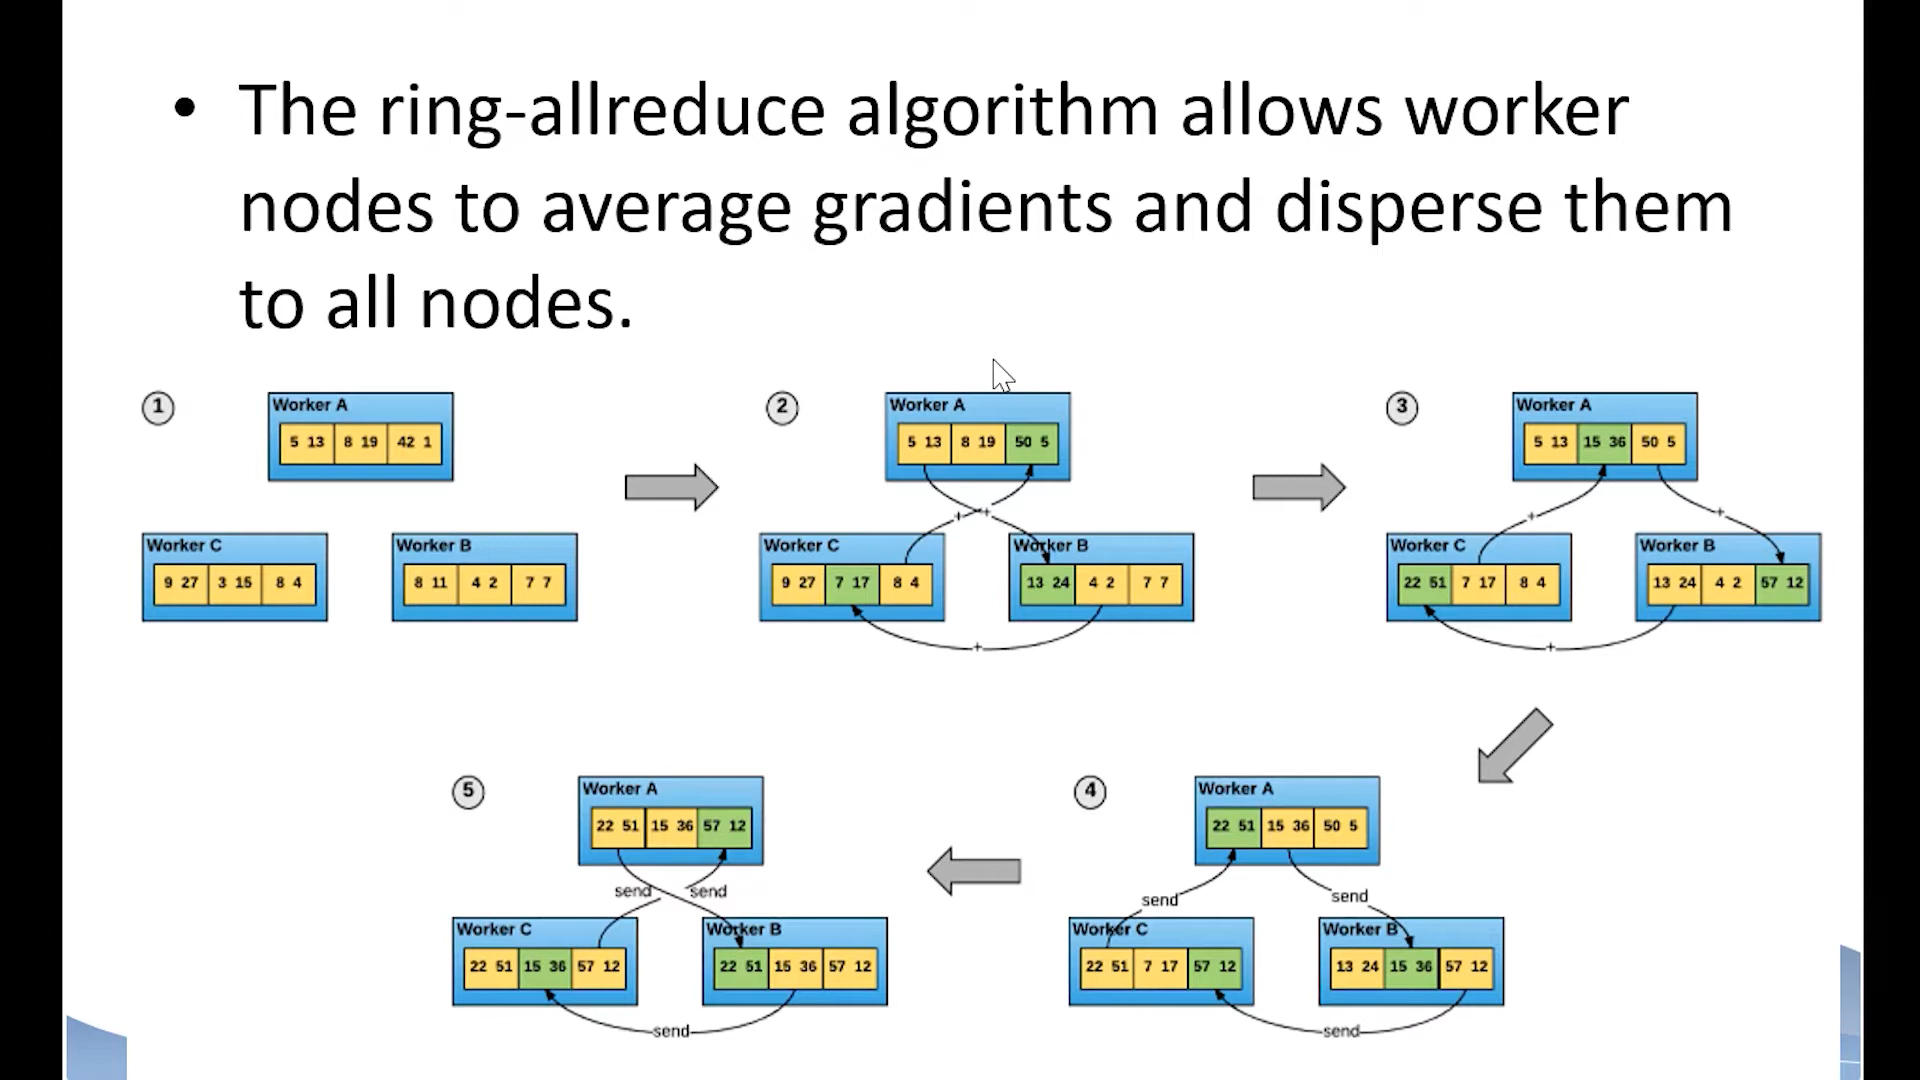 • The ring-allreduce algorithm allows worker
nodes to average gradients and disperse them
to all nodes.
1
Worker A
5 13 8 19 42 1
Worker C
9 27 3 15 8 4
Worker B
8 11 4 2 7 7
2
Worker A
5 13 8 19 50 5
+ +
Worker C
9 27 7 17 8 4
Worker B
13 24 4 2 7 7
+
3
Worker A
5 13 15 36 50 5
+ +
Worker C
22 51 7 17 8 4
Worker B
13 24 4 2 57 12
+
5
Worker A
22 51 15 36 57 12
send send
Worker C
22 51 15 36 57 12
Worker B
22 51 15 36 57 12
send
4
Worker A
22 51 15 36 50 5
send send
Worker C
22 51 7 17 57 12
Worker B
13 24 15 36 57 12
send